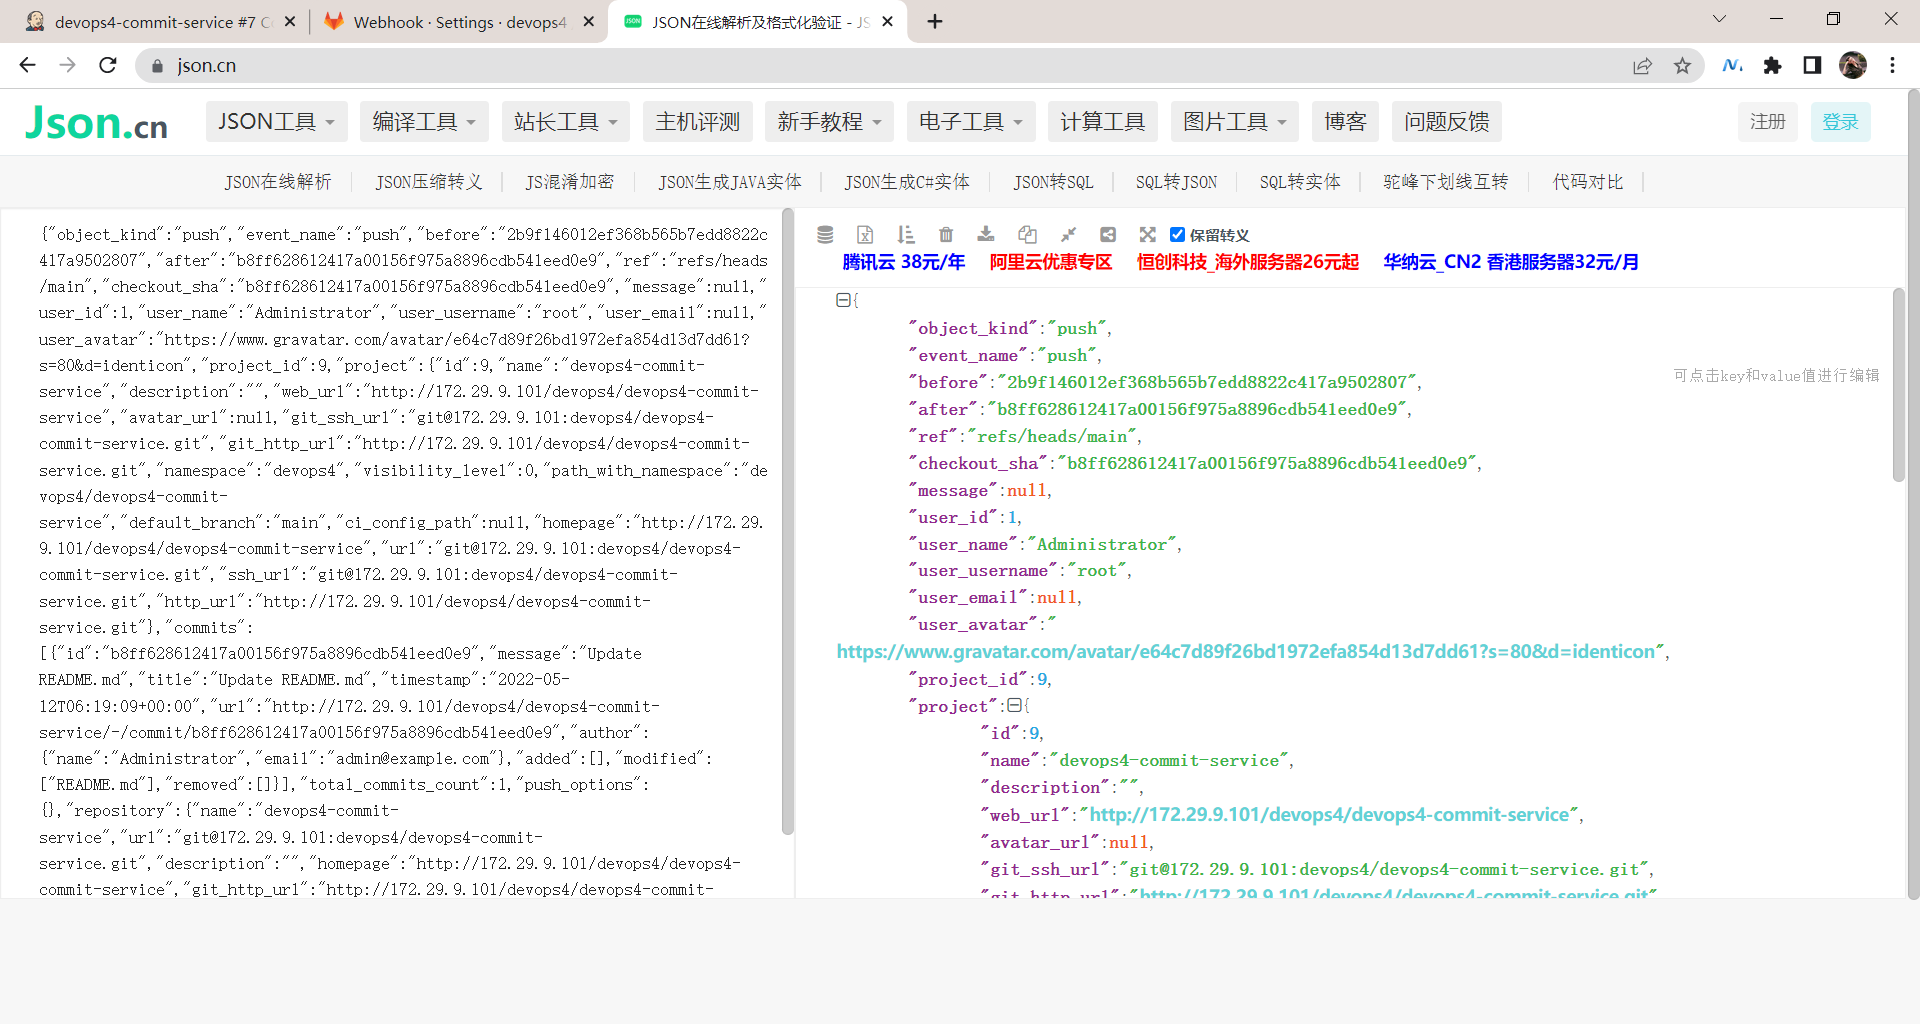 devops4-commit-service #7 Co
Webhook · Settings · devops4
JSON在线解析及格式化验证 - JS
json.cn
Json.cn
JSON工具
编译工具
站长工具
主机评测
新手教程
电子工具
计算工具
图片工具
博客
问题反馈
注册
登录
JSON在线解析
JSON压缩转义
JS混淆加密
JSON生成JAVA实体
JSON生成C#实体
JSON转SQL
SQL转JSON
SQL转实体
驼峰下划线互转
代码对比
{"object_kind":"push","event_name":"push","before":"2b9f146012ef368b565b7edd8822c
417a9502807","after":"b8ff628612417a00156f975a8896cdb541eed0e9","ref":"refs/heads
/main","checkout_sha":"b8ff628612417a00156f975a8896cdb541eed0e9","message":null,"
user_id":1,"user_name":"Administrator","user_username":"root","user_email":null,"
user_avatar":"https://www.gravatar.com/avatar/e64c7d89f26bd1972efa854d13d7dd61?
s=80&d=identicon","project_id":9,"project":{"id":9,"name":"devops4-commit-
service","description":"","web_url":"http://172.29.9.101/devops4/devops4-commit-
service","avatar_url":null,"git_ssh_url":"git@172.29.9.101:devops4/devops4-
commit-service.git","git_http_url":"http://172.29.9.101/devops4/devops4-commit-
service.git","namespace":"devops4","visibility_level":0,"path_with_namespace":"de
vops4/devops4-commit-
service","default_branch":"main","ci_config_path":null,"homepage":"http://172.29.
9.101/devops4/devops4-commit-service","url":"git@172.29.9.101:devops4/devops4-
commit-service.git","ssh_url":"git@172.29.9.101:devops4/devops4-commit-
service.git","http_url":"http://172.29.9.101/devops4/devops4-commit-
service.git"},"commits":
[{"id":"b8ff628612417a00156f975a8896cdb541eed0e9","message":"Update
README.md","title":"Update README.md","timestamp":"2022-05-
12T06:19:09+00:00","url":"http://172.29.9.101/devops4/devops4-commit-
service/-/commit/b8ff628612417a00156f975a8896cdb541eed0e9","author":
{"name":"Administrator","email":"admin@example.com"},"added":[],"modified":
["README.md"],"removed":[]}],"total_commits_count":1,"push_options":
{},"repository":{"name":"devops4-commit-
service","url":"git@172.29.9.101:devops4/devops4-commit-
service.git","description":"","homepage":"http://172.29.9.101/devops4/devops4-
commit-service","git_http_url":"http://172.29.9.101/devops4/devops4-commit-
保留转义
腾讯云 38元/年
阿里云优惠专区
恒创科技_海外服务器26元起
华纳云_CN2 香港服务器32元/月
可点击key和value值进行编辑
{
"object_kind":"push",
"event_name":"push",
"before":"2b9f146012ef368b565b7edd8822c417a9502807",
"after":"b8ff628612417a00156f975a8896cdb541eed0e9",
"ref":"refs/heads/main",
"checkout_sha":"b8ff628612417a00156f975a8896cdb541eed0e9",
"message":null,
"user_id":1,
"user_name":"Administrator",
"user_username":"root",
"user_email":null,
"user_avatar":"
https://www.gravatar.com/avatar/e64c7d89f26bd1972efa854d13d7dd61?s=80&d=identicon",
"project_id":9,
"project":{
"id":9,
"name":"devops4-commit-service",
"description":"",
"web_url":"http://172.29.9.101/devops4/devops4-commit-service",
"avatar_url":null,
"git_ssh_url":"git@172.29.9.101:devops4/devops4-commit-service.git",
"git_http_url":"http://172.29.9.101/devops4/devops4-commit-service.git"